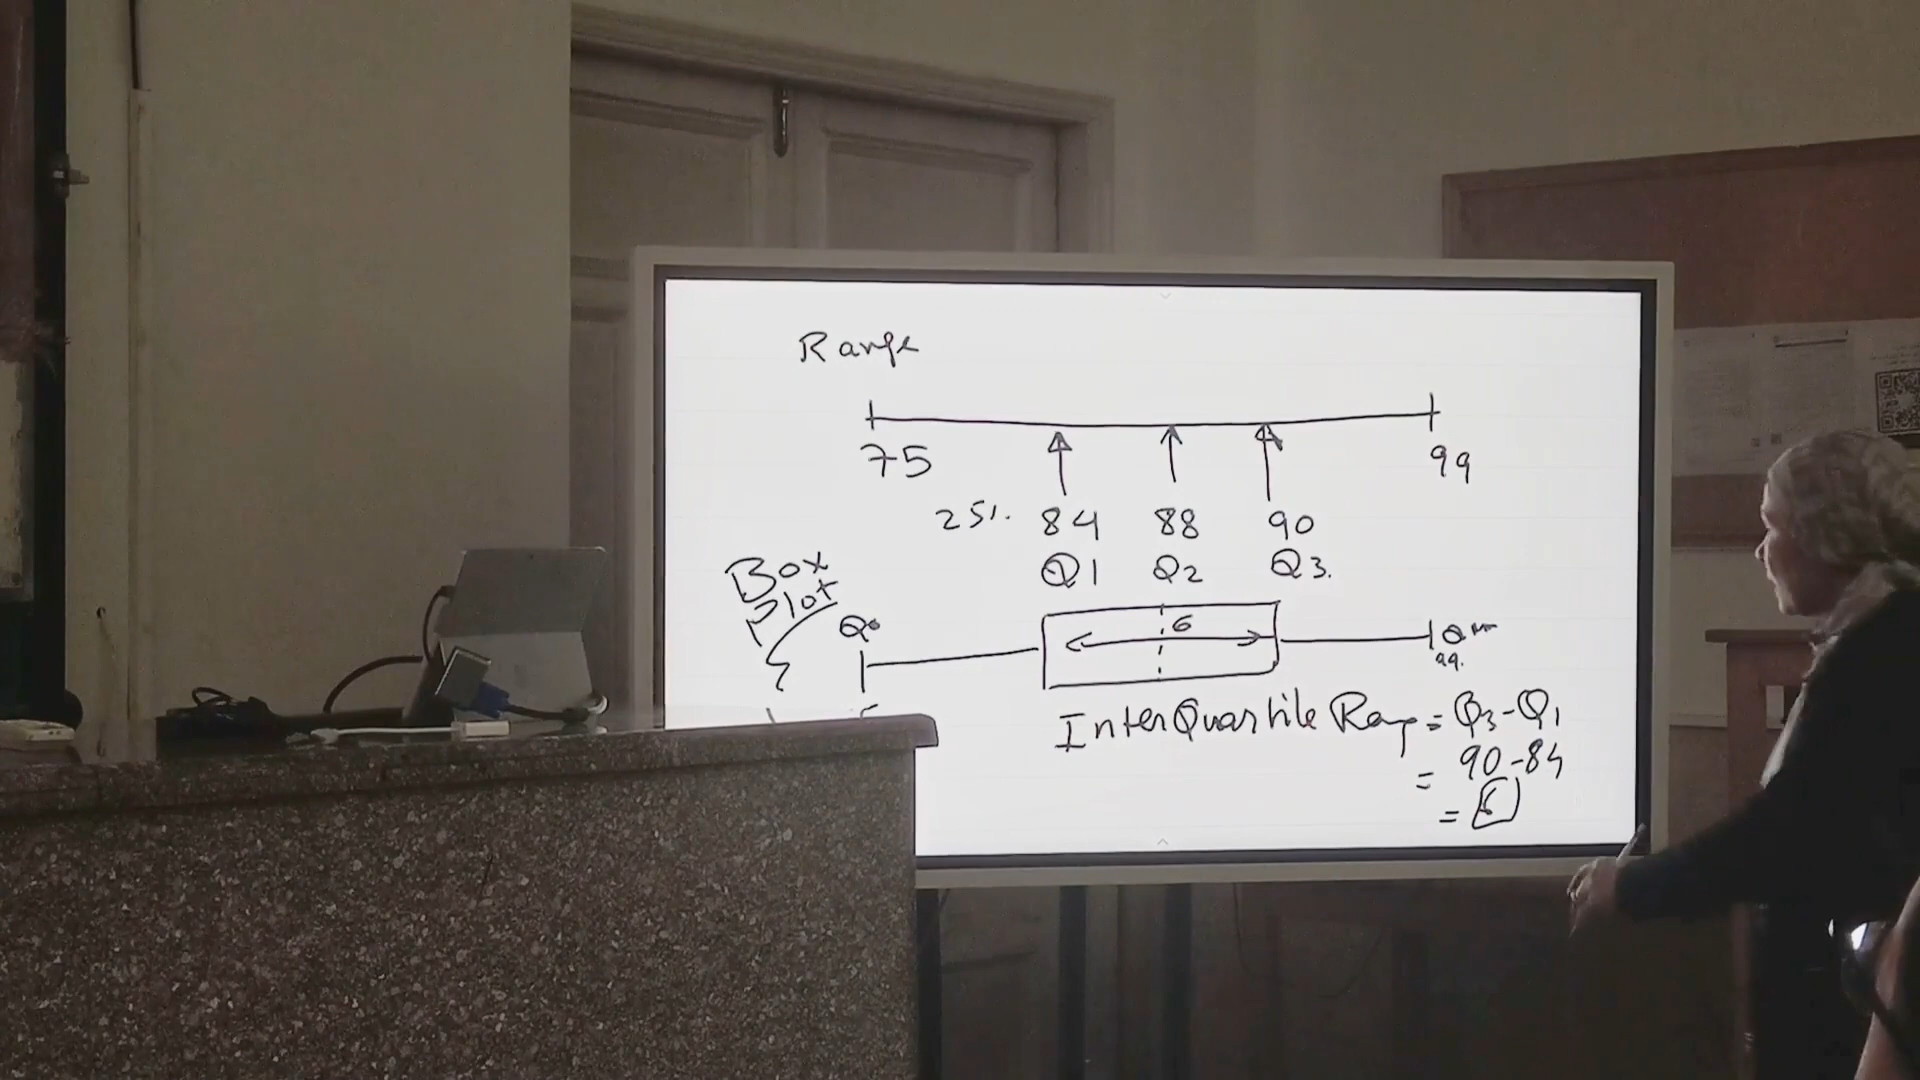 Range
75 99
25%. 84 88 90
Q1 Q2 Q3.
Box
Plot
Q0 6
99.
InterQuartile Rang = Q3-Q1
= 90-84
= 6